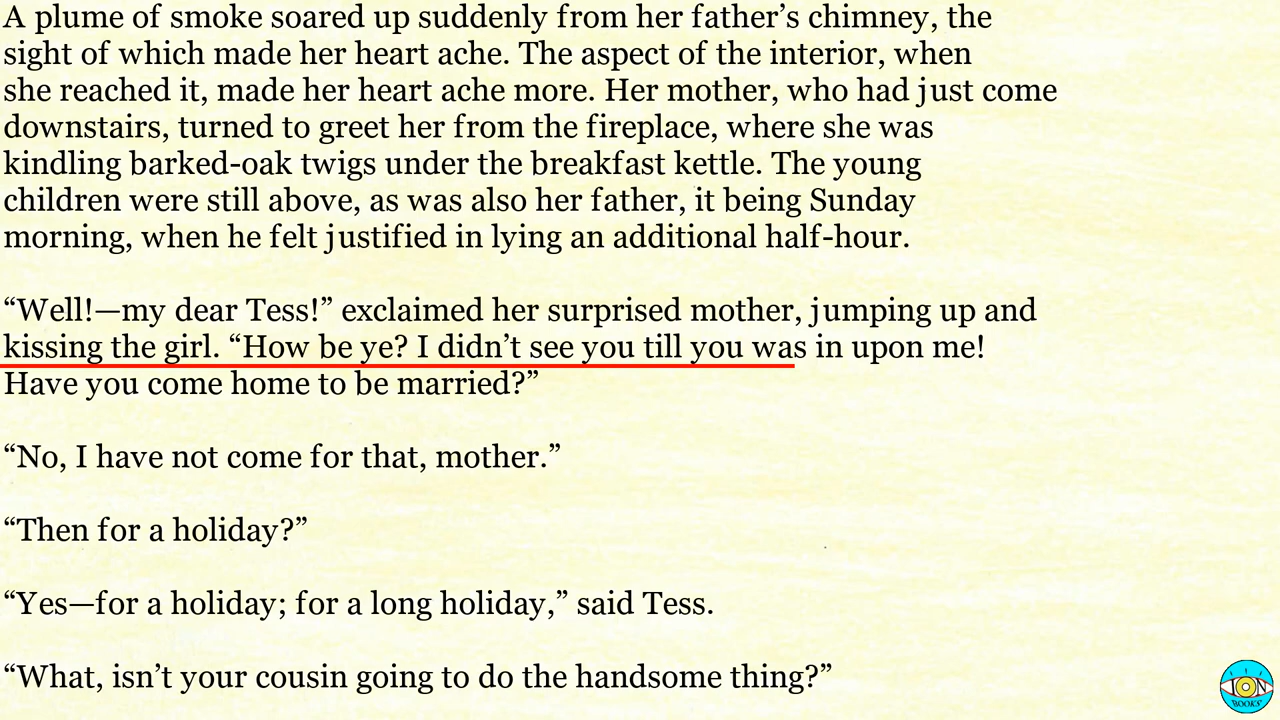 A plume of smoke soared up suddenly from her father’s chimney, the
sight of which made her heart ache. The aspect of the interior, when
she reached it, made her heart ache more. Her mother, who had just come
downstairs, turned to greet her from the fireplace, where she was
kindling barked-oak twigs under the breakfast kettle. The young
children were still above, as was also her father, it being Sunday
morning, when he felt justified in lying an additional half-hour.
“Well!—my dear Tess!” exclaimed her surprised mother, jumping up and
kissing the girl. “How be ye? I didn’t see you till you was in upon me!
Have you come home to be married?”
“No, I have not come for that, mother.”
“Then for a holiday?”
“Yes—for a holiday; for a long holiday,” said Tess.
“What, isn’t your cousin going to do the handsome thing?”
ION
BOOKS